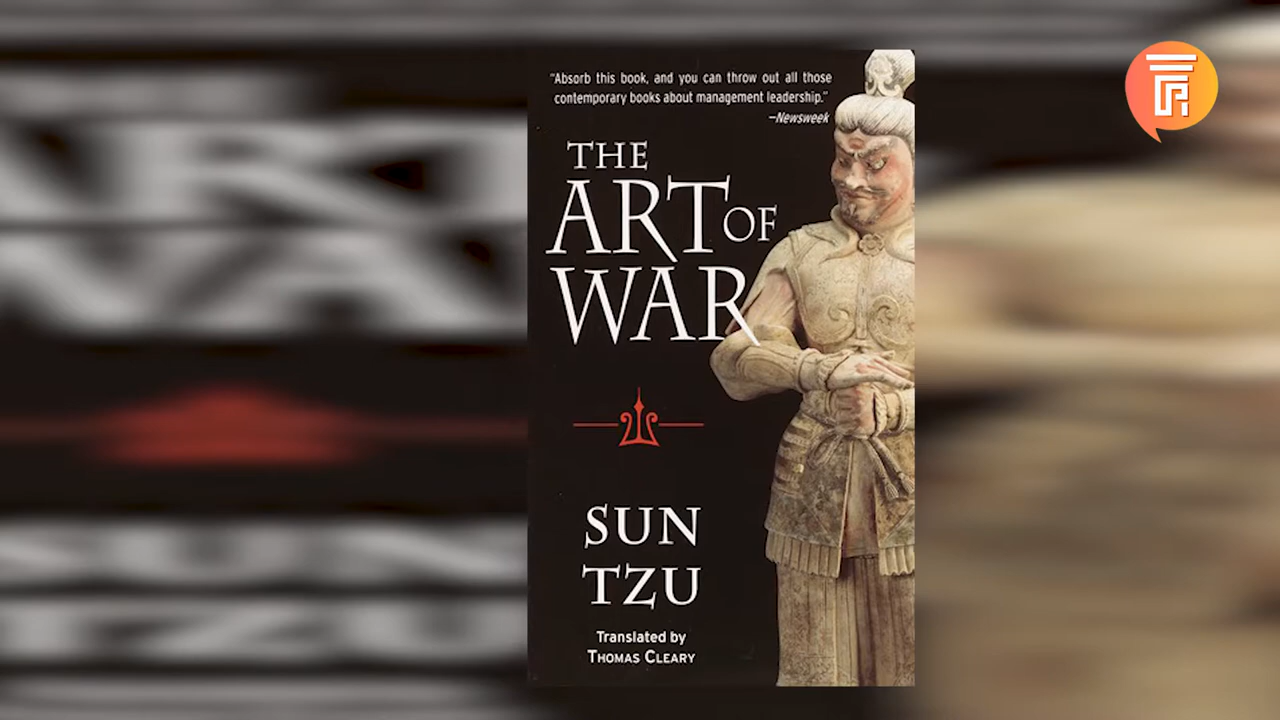 "Absorb this book, and you can throw out all those
contemporary books about management leadership."
—Newsweek
THE
ART OF
WAR
SUN
TZU
Translated by
THOMAS CLEARY